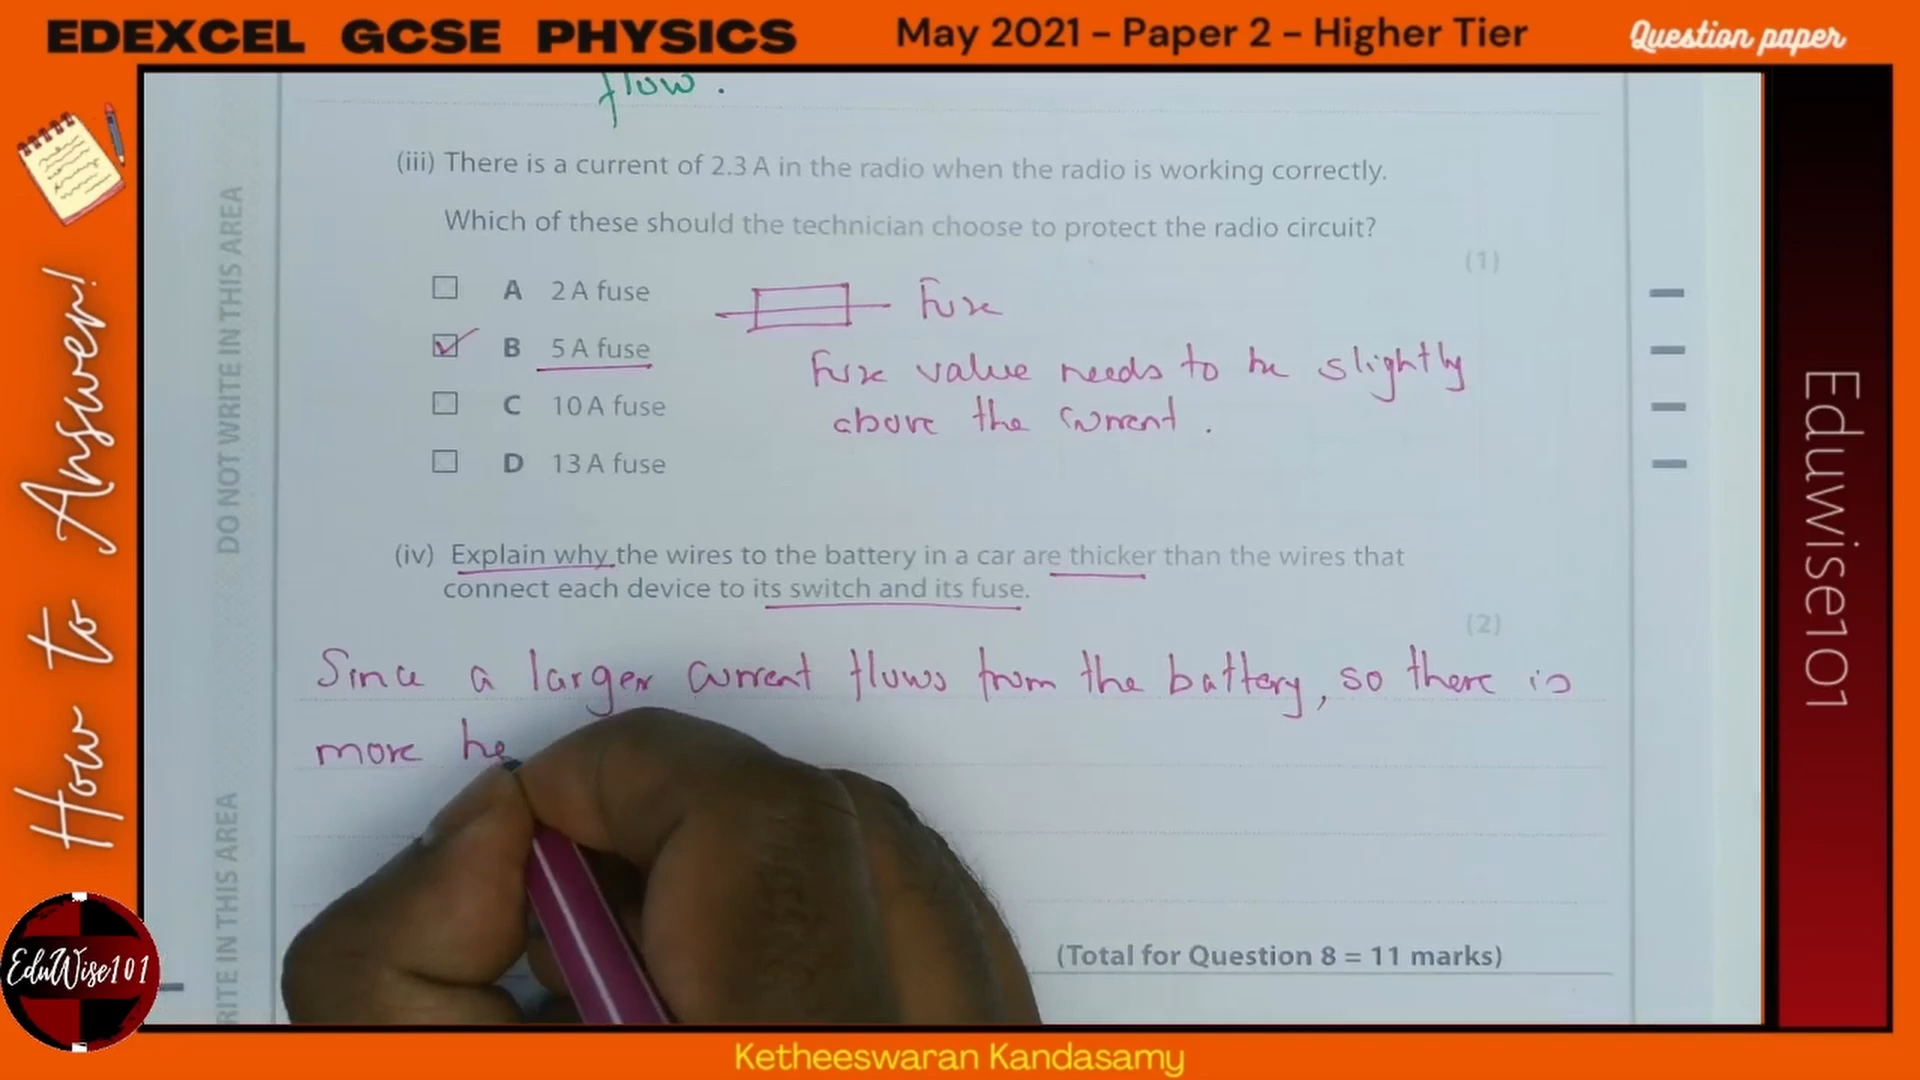 EDEXCEL GCSE PHYSICS
May 2021 - Paper 2 - Higher Tier
Question paper
How to Answer!
Eduwise101
flow.
(iii) There is a current of 2.3 A in the radio when the radio is working correctly.
Which of these should the technician choose to protect the radio circuit?
(1)
A 2 A fuse
Fuse
B 5 A fuse
Fuse value needs to be slightly
C 10 A fuse
above the current.
D 13 A fuse
(iv) Explain why the wires to the battery in a car are thicker than the wires that
connect each device to its switch and its fuse.
(2)
Since a larger current flows from the battery, so there is
more he
(Total for Question 8 = 11 marks)
DO NOT WRITE IN THIS AREA
RITE IN THIS AREA
EduWise101
Ketheeswaran Kandasamy